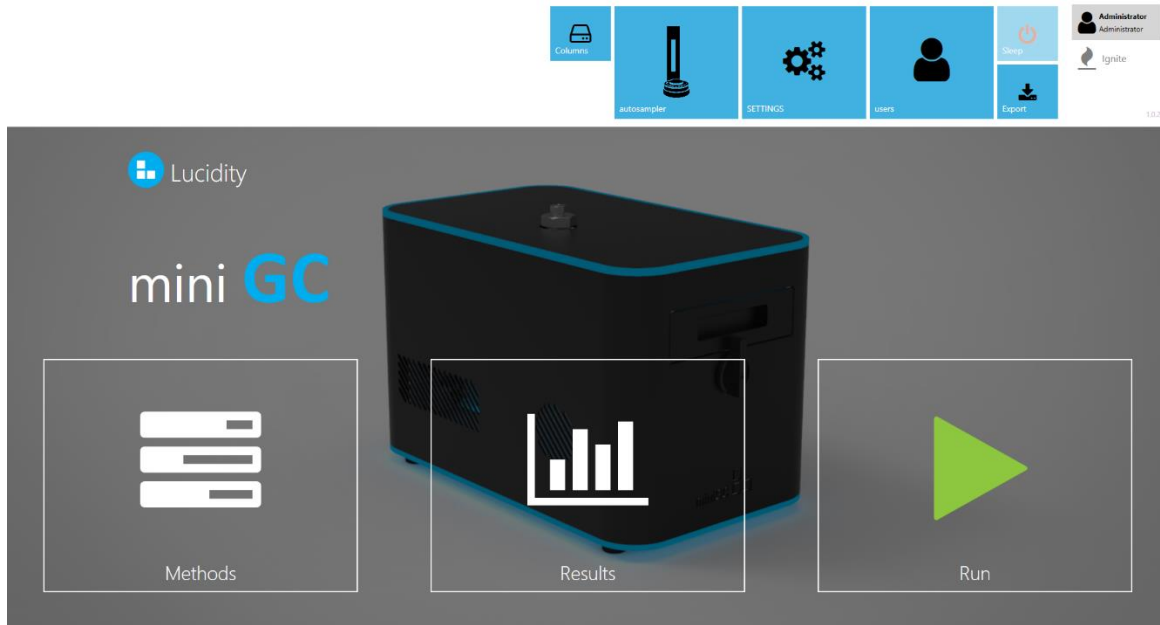 Columns
autosampler
SETTINGS
users
Sleep
Export
Administrator
Administrator
Ignite
Lucidity
mini GC
Methods
Results
Run